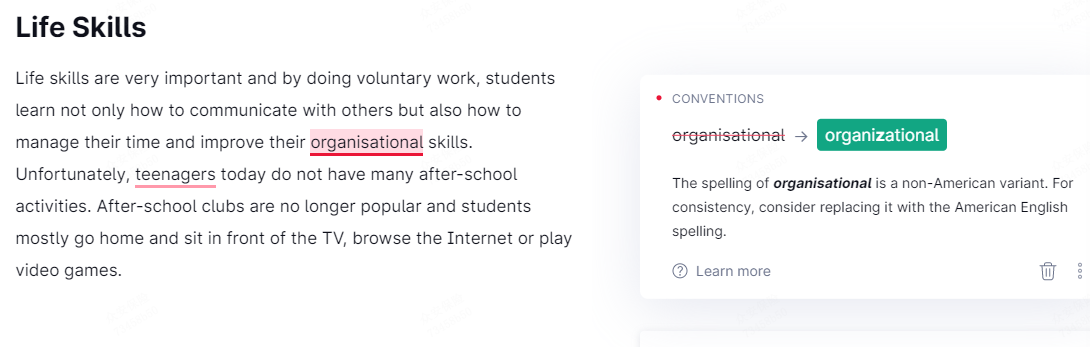 Life Skills
Life skills are very important and by doing voluntary work, students
learn not only how to communicate with others but also how to
manage their time and improve their organisational skills.
Unfortunately, teenagers today do not have many after-school
activities. After-school clubs are no longer popular and students
mostly go home and sit in front of the TV, browse the Internet or play
video games.
CONVENTIONS
organisational → organizational
The spelling of organisational is a non-American variant. For
consistency, consider replacing it with the American English
spelling.
Learn more